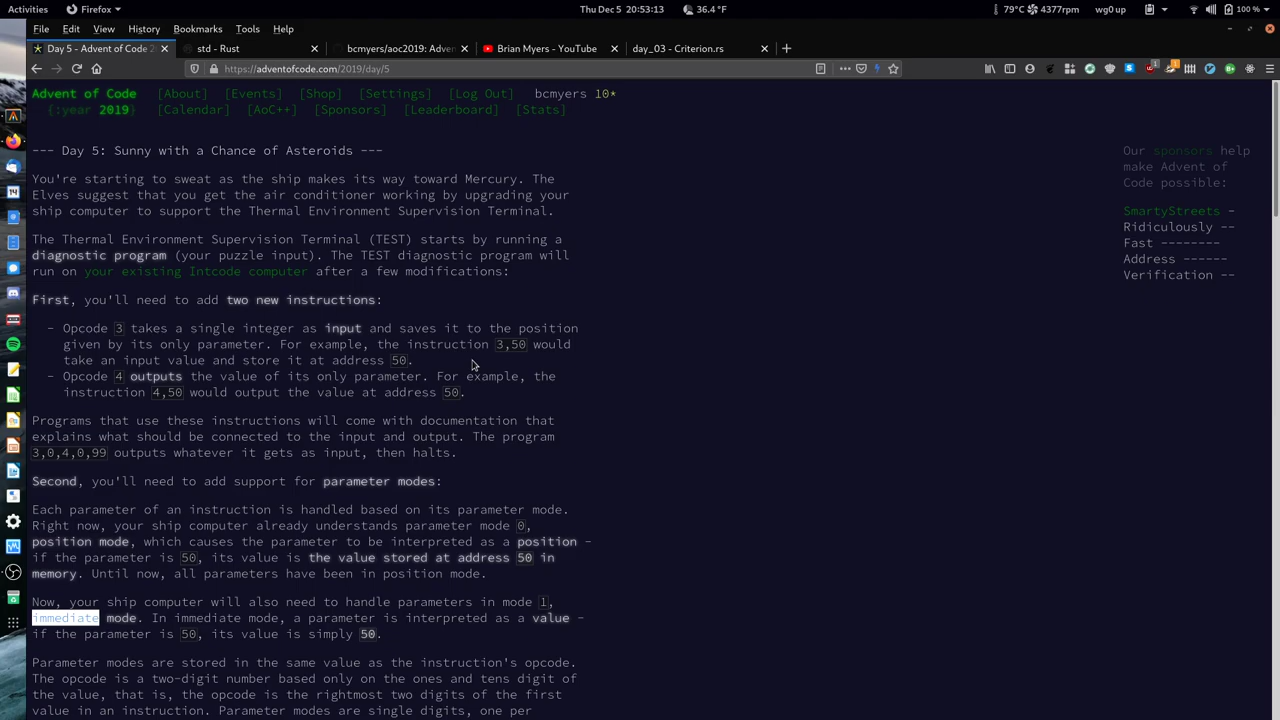 Activities Firefox Thu Dec 5 20:53:13 36.4 °F 79°C 4377rpm wg0 up 100 %
File Edit View History Bookmarks Tools Help
Day 5 - Advent of Code 2 std - Rust bcmyers/aoc2019: Adven Brian Myers - YouTube day_03 - Criterion.rs
https://adventofcode.com/2019/day/5
Advent of Code [About] [Events] [Shop] [Settings] [Log Out] bcmyers 10*
{:year 2019} [Calendar] [AoC++] [Sponsors] [Leaderboard] [Stats]
--- Day 5: Sunny with a Chance of Asteroids ---
You're starting to sweat as the ship makes its way toward Mercury. The
Elves suggest that you get the air conditioner working by upgrading your
ship computer to support the Thermal Environment Supervision Terminal.
The Thermal Environment Supervision Terminal (TEST) starts by running a
diagnostic program (your puzzle input). The TEST diagnostic program will
run on your existing Intcode computer after a few modifications:
First, you'll need to add two new instructions:
- Opcode 3 takes a single integer as input and saves it to the position
given by its only parameter. For example, the instruction 3,50 would
take an input value and store it at address 50.
- Opcode 4 outputs the value of its only parameter. For example, the
instruction 4,50 would output the value at address 50.
Programs that use these instructions will come with documentation that
explains what should be connected to the input and output. The program
3,0,4,0,99 outputs whatever it gets as input, then halts.
Second, you'll need to add support for parameter modes:
Each parameter of an instruction is handled based on its parameter mode.
Right now, your ship computer already understands parameter mode 0,
position mode, which causes the parameter to be interpreted as a position -
if the parameter is 50, its value is the value stored at address 50 in
memory. Until now, all parameters have been in position mode.
Now, your ship computer will also need to handle parameters in mode 1,
immediate mode. In immediate mode, a parameter is interpreted as a value -
if the parameter is 50, its value is simply 50.
Parameter modes are stored in the same value as the instruction's opcode.
The opcode is a two-digit number based only on the ones and tens digit of
the value, that is, the opcode is the rightmost two digits of the first
value in an instruction. Parameter modes are single digits, one per
Our sponsors help
make Advent of
Code possible:
SmartyStreets -
Ridiculously --
Fast --------
Address ------
Verification --